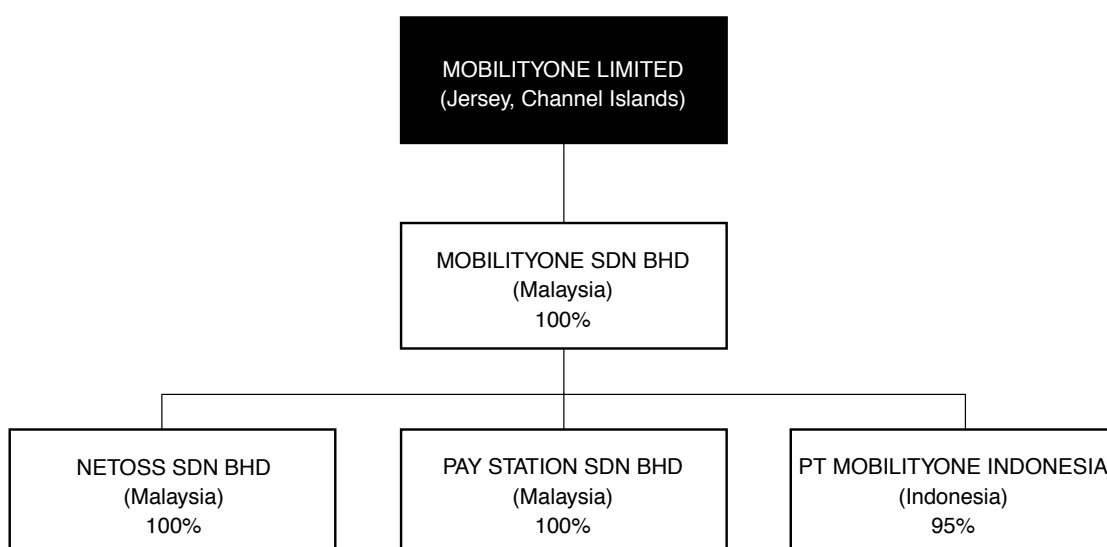 MOBILITYONE LIMITED
(Jersey, Channel Islands)
MOBILITYONE SDN BHD
(Malaysia)
100%
NETOSS SDN BHD
(Malaysia)
100%
PAY STATION SDN BHD
(Malaysia)
100%
PT MOBILITYONE INDONESIA
(Indonesia)
95%